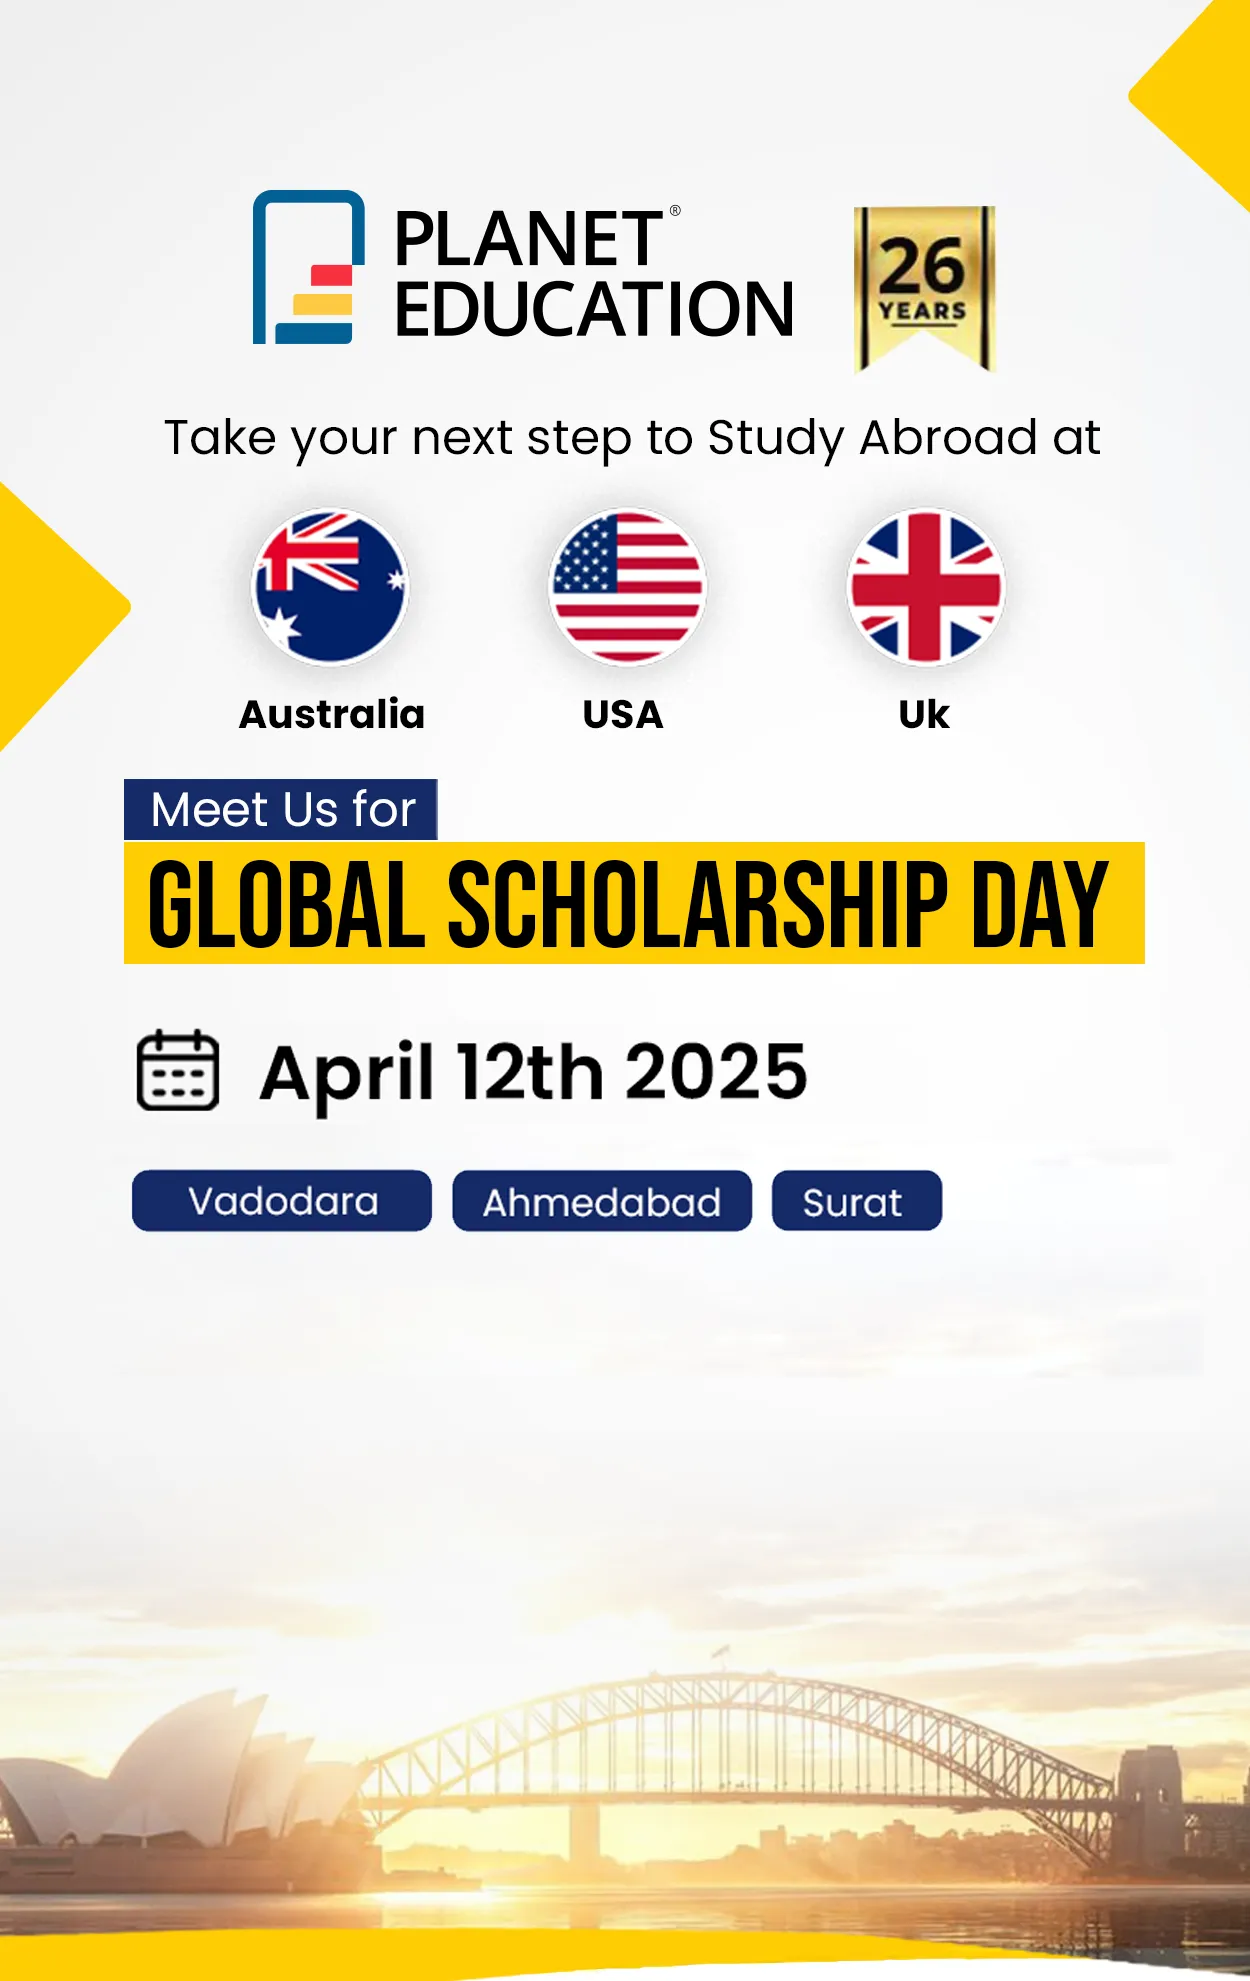 PLANET®
EDUCATION
26
YEARS
Take your next step to Study Abroad at
Australia
USA
Uk
Meet Us for
GLOBAL SCHOLARSHIP DAY
April 12th 2025
Vadodara
Ahmedabad
Surat